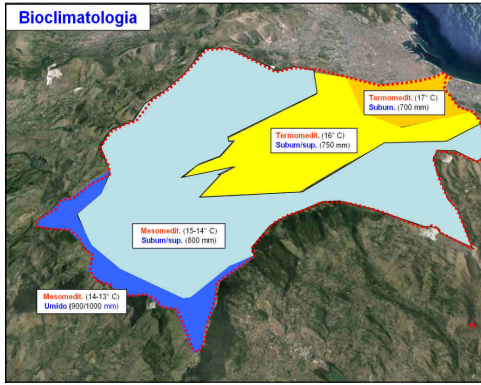 Bioclimatologia
Termomedit. (17° C)
Subum. (700 mm)
Termomedit. (16° C)
Subum/sup. (750 mm)
Mesomedit. (15-14° C)
Subum/sup. (800 mm)
Mesomedit. (14-13° C)
Umido (900/1000 mm)